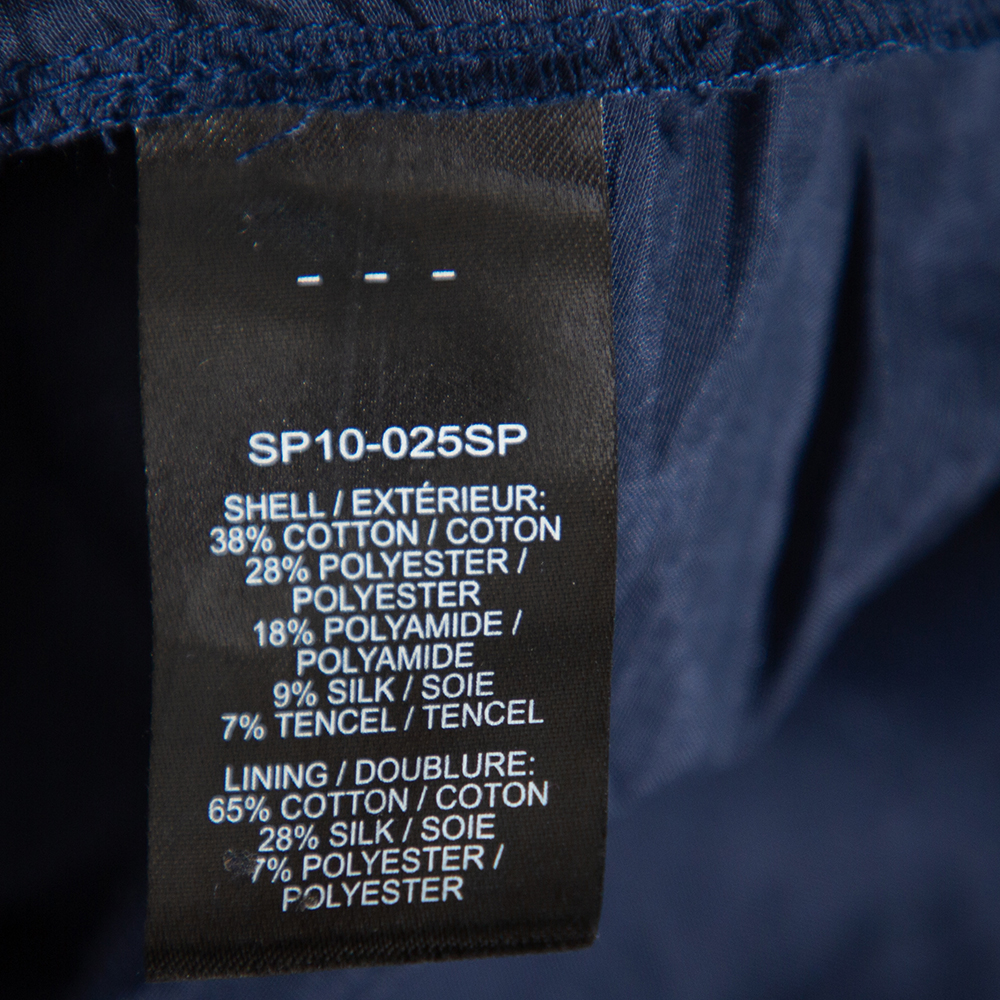 - - -
SP10-025SP
SHELL / EXTÉRIEUR:
38% COTTON / COTON
28% POLYESTER /
POLYESTER
18% POLYAMIDE /
POLYAMIDE
9% SILK / SOIE
7% TENCEL / TENCEL
LINING / DOUBLURE:
65% COTTON / COTON
28% SILK / SOIE
7% POLYESTER /
POLYESTER